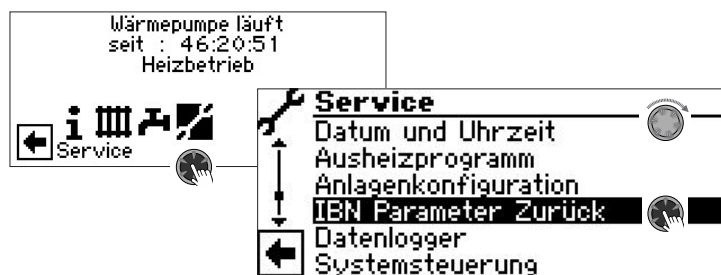 Wärmepumpe läuft
seit : 46:20:51
Heizbetrieb
Service
Service
Datum und Uhrzeit
Ausheizprogramm
Anlagenkonfiguration
IBN Parameter Zurück
Datenlogger
Systemsteuerung